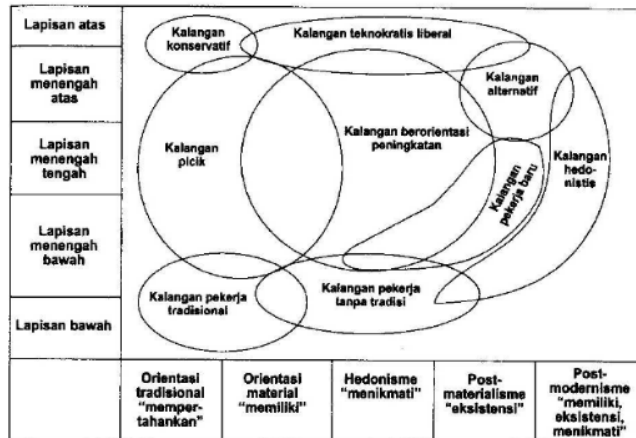 Lapisan atas
Kalangan
konservatif
Kalangan teknokratis liberal
Lapisan
menengah
atas
Kalangan
alternatif
Lapisan
menengah
tengah
Kalangan
picik
Kalangan berorientasi
peningkatan
Kalangan
pekerja baru
Kalangan
hedo-
nistis
Lapisan
menengah
bawah
Kalangan pekerja
tradisional
Kalangan pekerja
tanpa tradisi
Lapisan bawah
Orientasi
tradisional
"memper-
tahankan"
Orientasi
material
"memiliki"
Hedonisme
"menikmati"
Post-
materialisme
"eksistensi"
Post-
modernisme
"memiliki,
eksistensi,
menikmati"